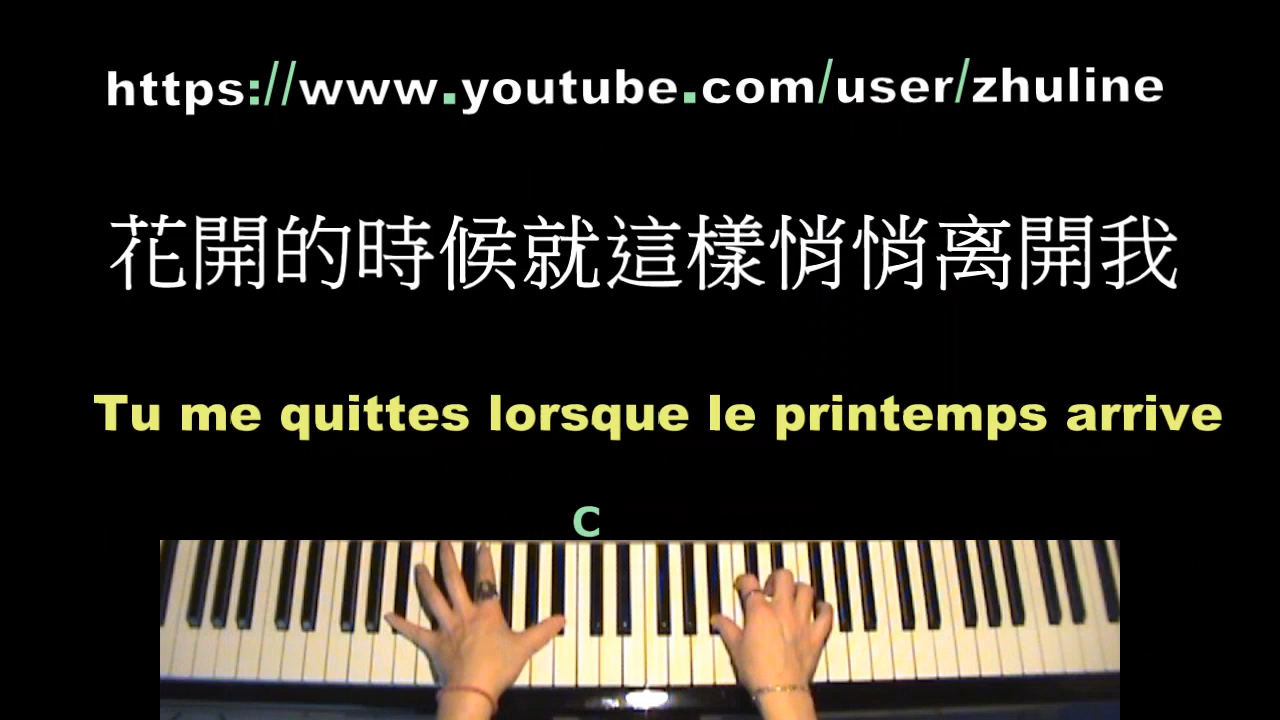 https://www.youtube.com/user/zhuline
花開的時候就這樣悄悄离開我
Tu me quittes lorsque le printemps arrive
C